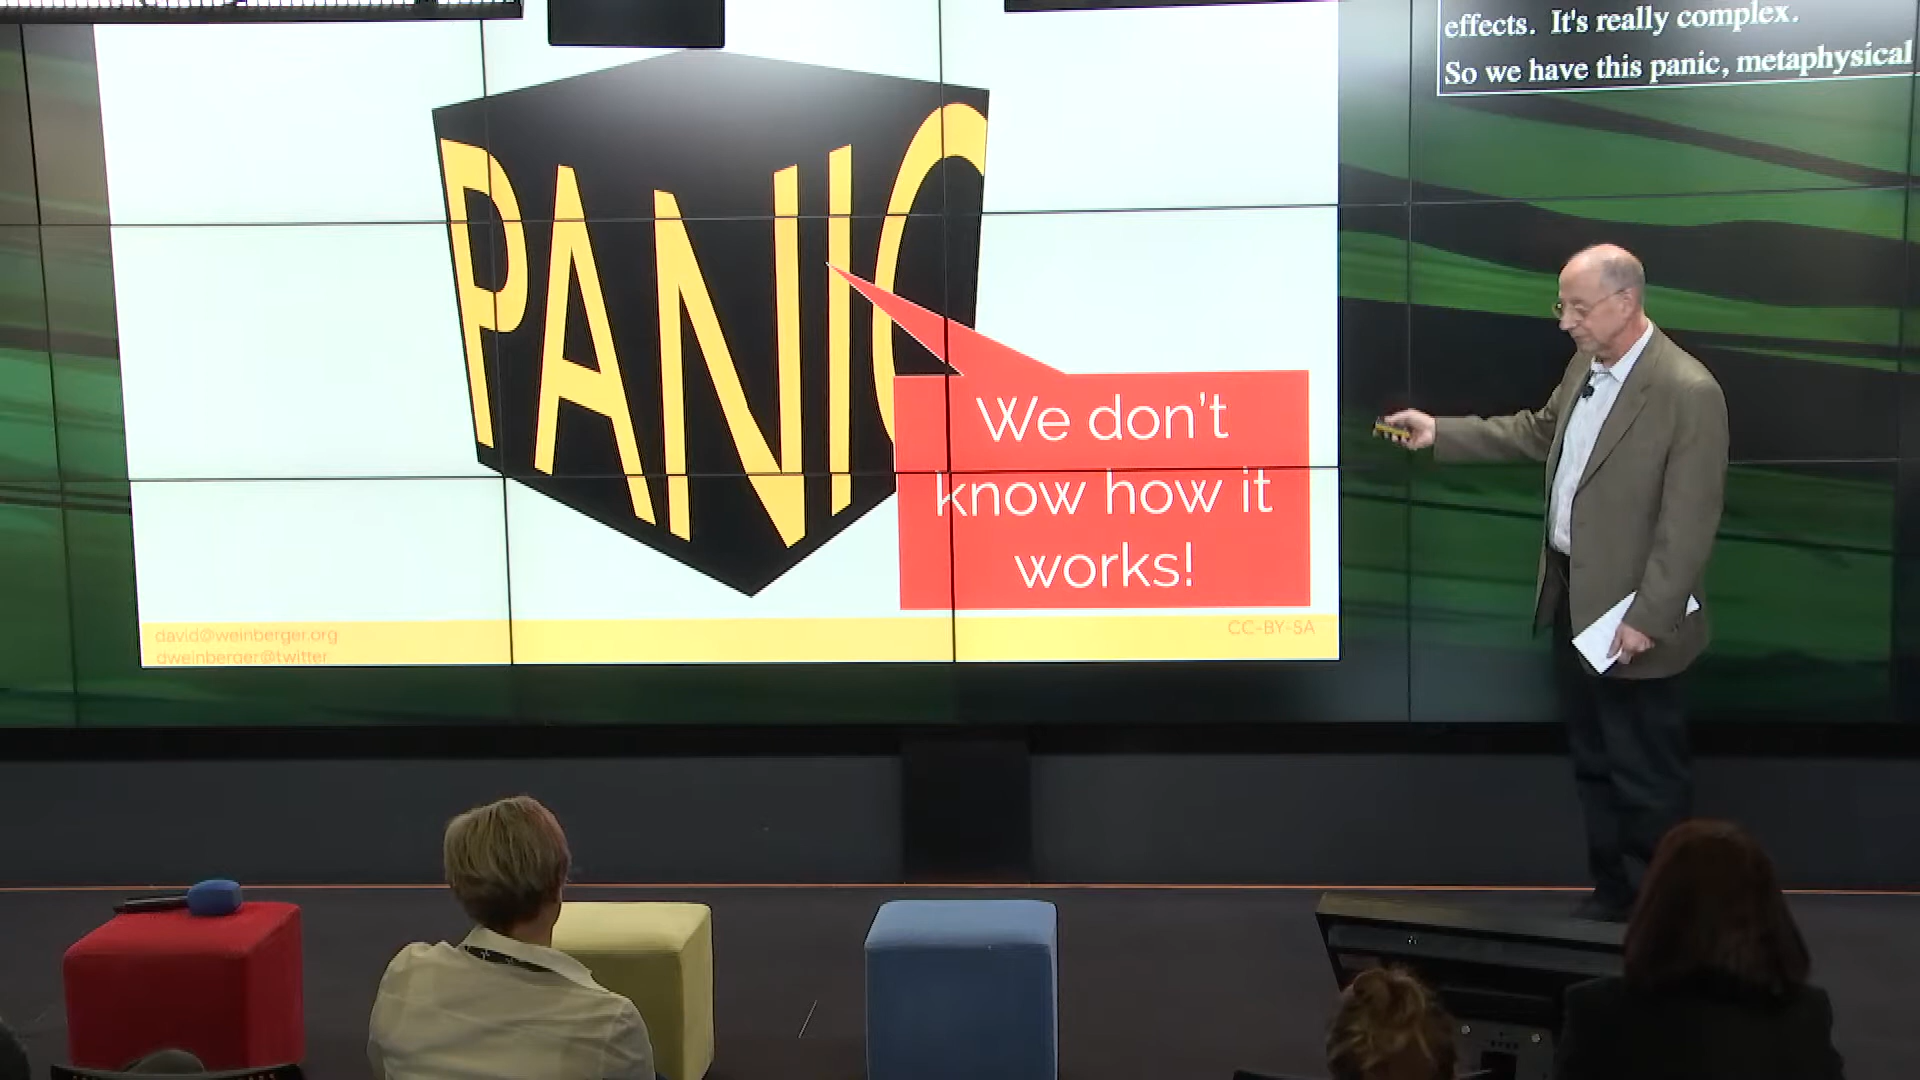 effects. It's really complex.
So we have this panic, metaphysical
PANIC
We don't
know how it
works!
david@weinberger.org
dweinberger@twitter
CC-BY-SA